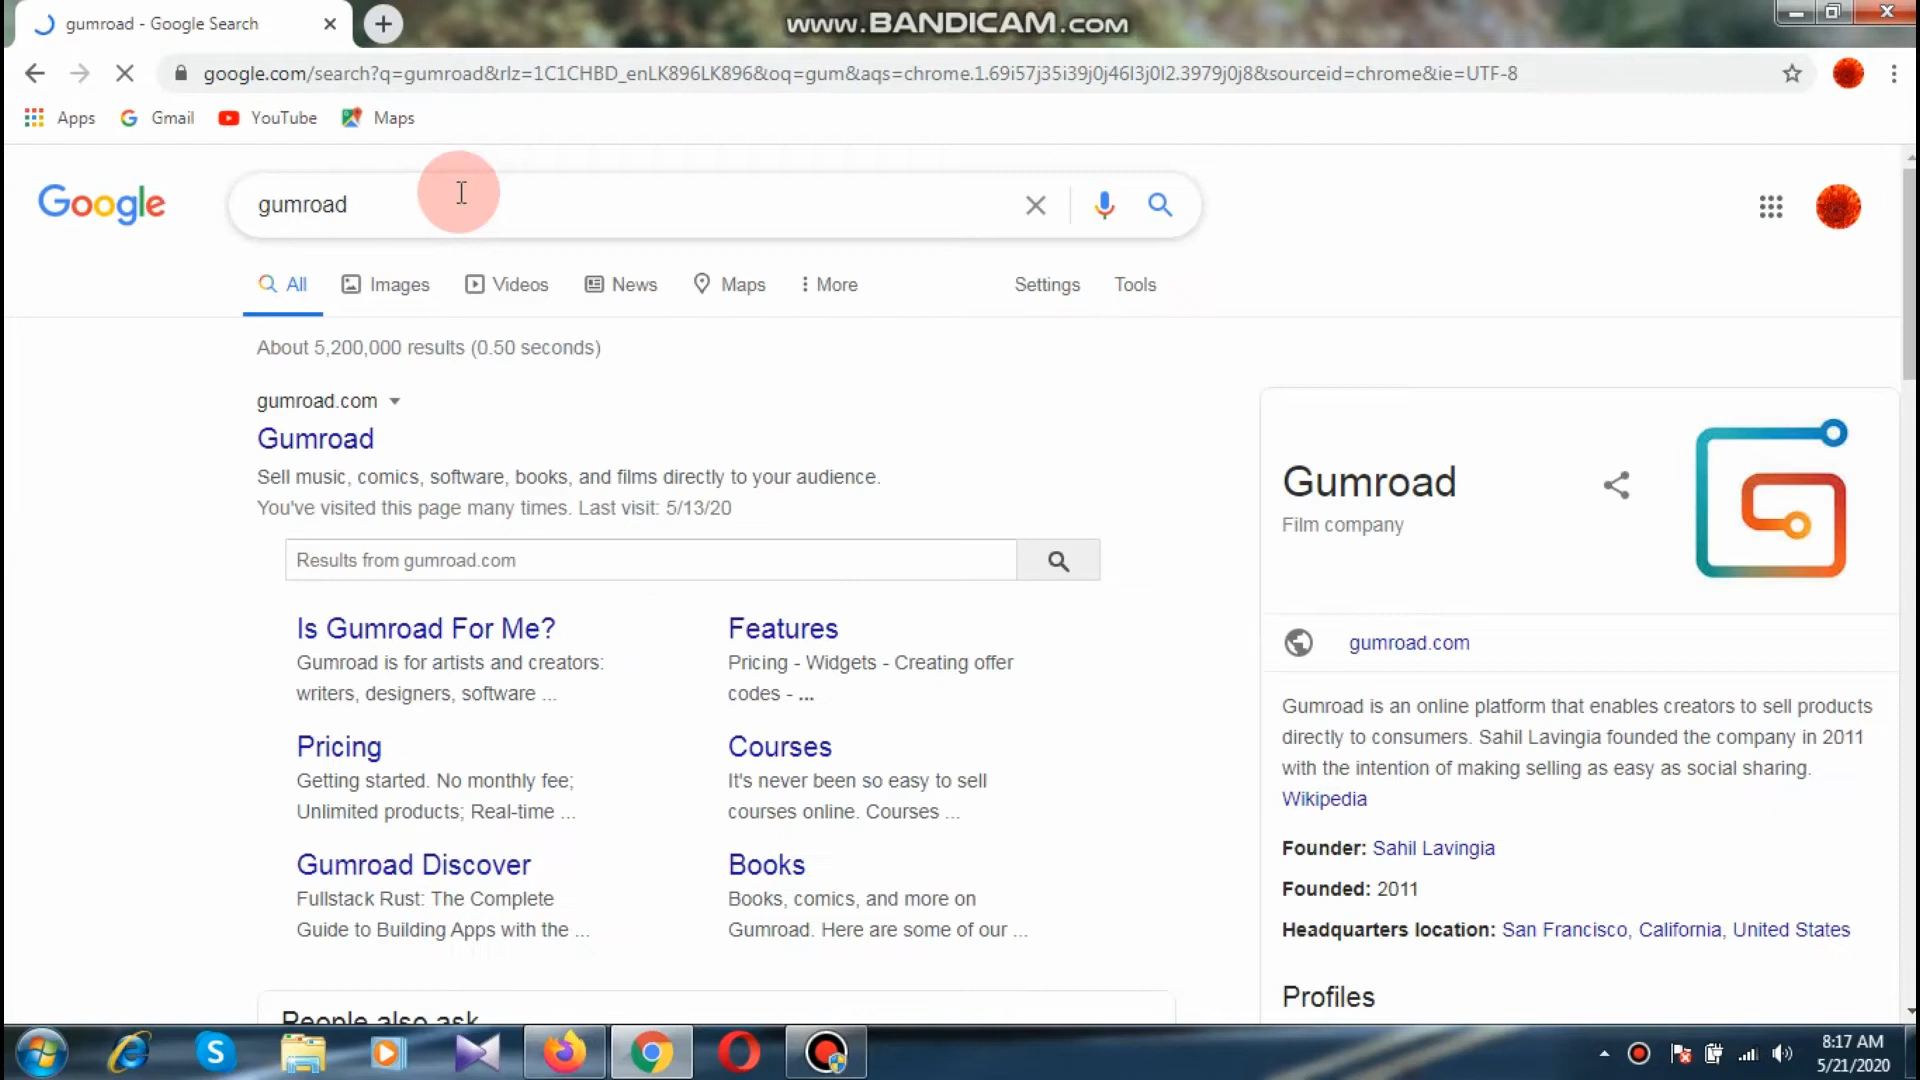 gumroad - Google Search
www.BANDICAM.com
google.com/search?q=gumroad&rlz=1C1CHBD_enLK896LK896&oq=gum&aqs=chrome.1.69i57j35i39j0j46l3j0l2.3979j0j8&sourceid=chrome&ie=UTF-8
Apps Gmail YouTube Maps
Google
gumroad
All Images Videos News Maps More Settings Tools
About 5,200,000 results (0.50 seconds)
gumroad.com
Gumroad
Sell music, comics, software, books, and films directly to your audience.
You've visited this page many times. Last visit: 5/13/20
Results from gumroad.com
Is Gumroad For Me?
Gumroad is for artists and creators:
writers, designers, software ...
Features
Pricing - Widgets - Creating offer
codes - ...
Pricing
Getting started. No monthly fee;
Unlimited products; Real-time ...
Courses
It's never been so easy to sell
courses online. Courses ...
Gumroad Discover
Fullstack Rust: The Complete
Guide to Building Apps with the ...
Books
Books, comics, and more on
Gumroad. Here are some of our ...
People also ask
Gumroad
Film company
gumroad.com
Gumroad is an online platform that enables creators to sell products
directly to consumers. Sahil Lavingia founded the company in 2011
with the intention of making selling as easy as social sharing.
Wikipedia
Founder: Sahil Lavingia
Founded: 2011
Headquarters location: San Francisco, California, United States
Profiles
8:17 AM
5/21/2020